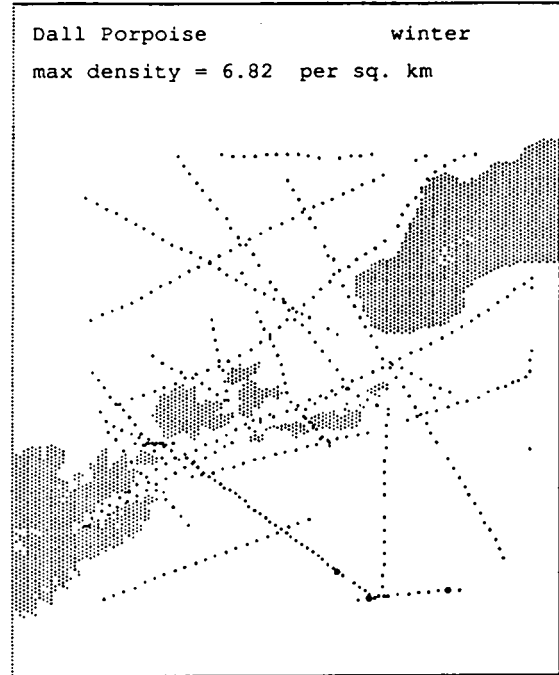 Dall Porpoise winter
max density = 6.82 per sq. km